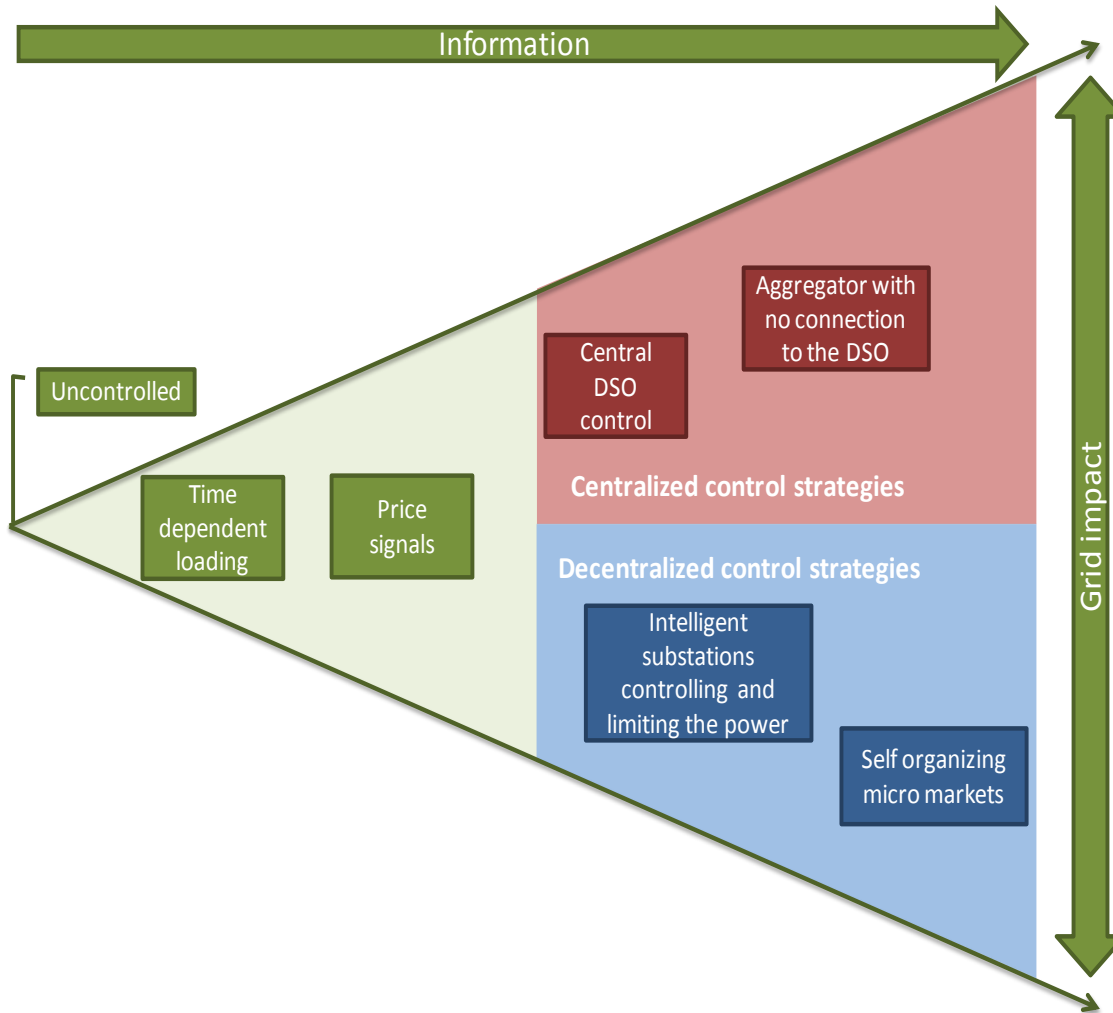 Information
Aggregator with
no connection
to the DSO
Central
DSO
control
Uncontrolled
Time
dependent
loading
Price
signals
Centralized control strategies
Decentralized control strategies
Intelligent
substations
controlling and
limiting the power
Self organizing
micro markets
Grid impact